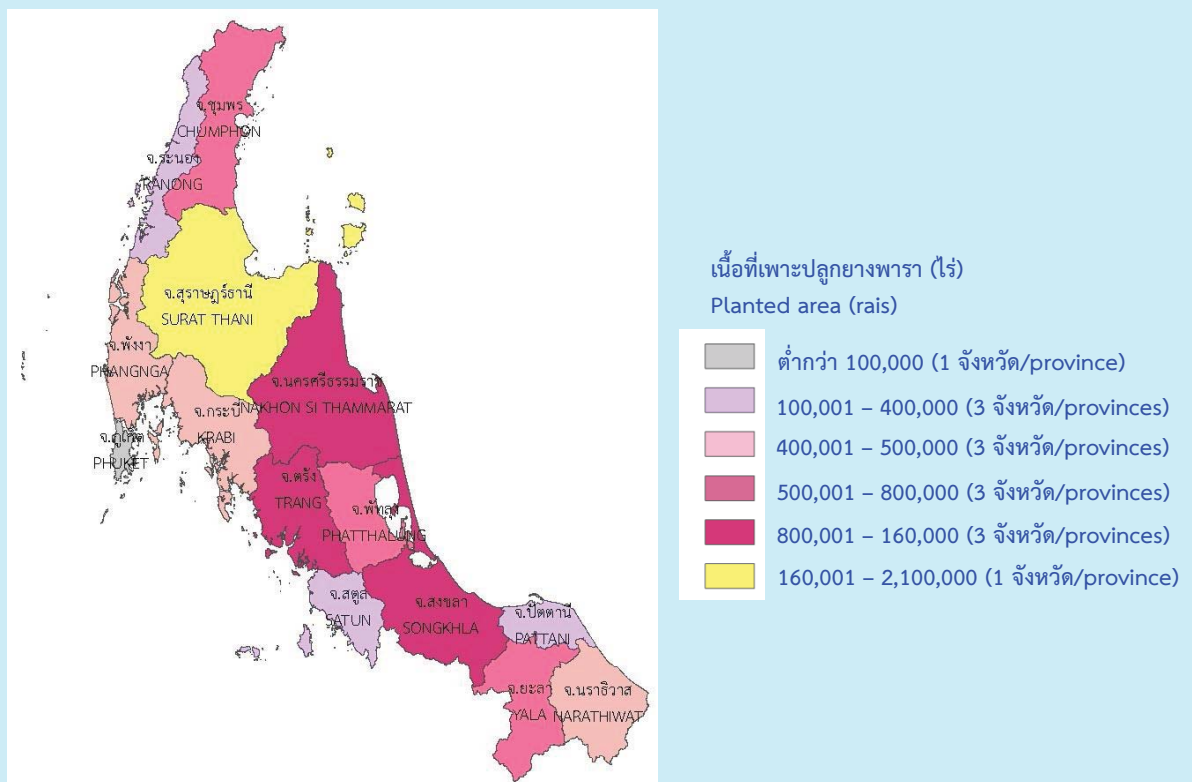 จ.ชุมพร
CHUMPHON
จ.ระนอง
RANONG
จ.สุราษฎร์ธานี
SURAT THANI
จ.พังงา
PHANGNGA
จ.นครศรีธรรมราช
NAKHON SI THAMMARAT
จ.กระบี่
KRABI
จ.ภูเก็ต
PHUKET
จ.ตรัง
TRANG
จ.พัทลุง
PHATTHALUNG
จ.สตูล
SATUN
จ.สงขลา
SONGKHLA
จ.ปัตตานี
PATTANI
จ.ยะลา
YALA
จ.นราธิวาส
NARATHIWAT
เนื้อที่เพาะปลูกยางพารา (ไร่)
Planted area (rais)
ต่ำกว่า 100,000 (1 จังหวัด/province)
100,001 – 400,000 (3 จังหวัด/provinces)
400,001 – 500,000 (3 จังหวัด/provinces)
500,001 – 800,000 (3 จังหวัด/provinces)
800,001 – 160,000 (3 จังหวัด/provinces)
160,001 – 2,100,000 (1 จังหวัด/province)